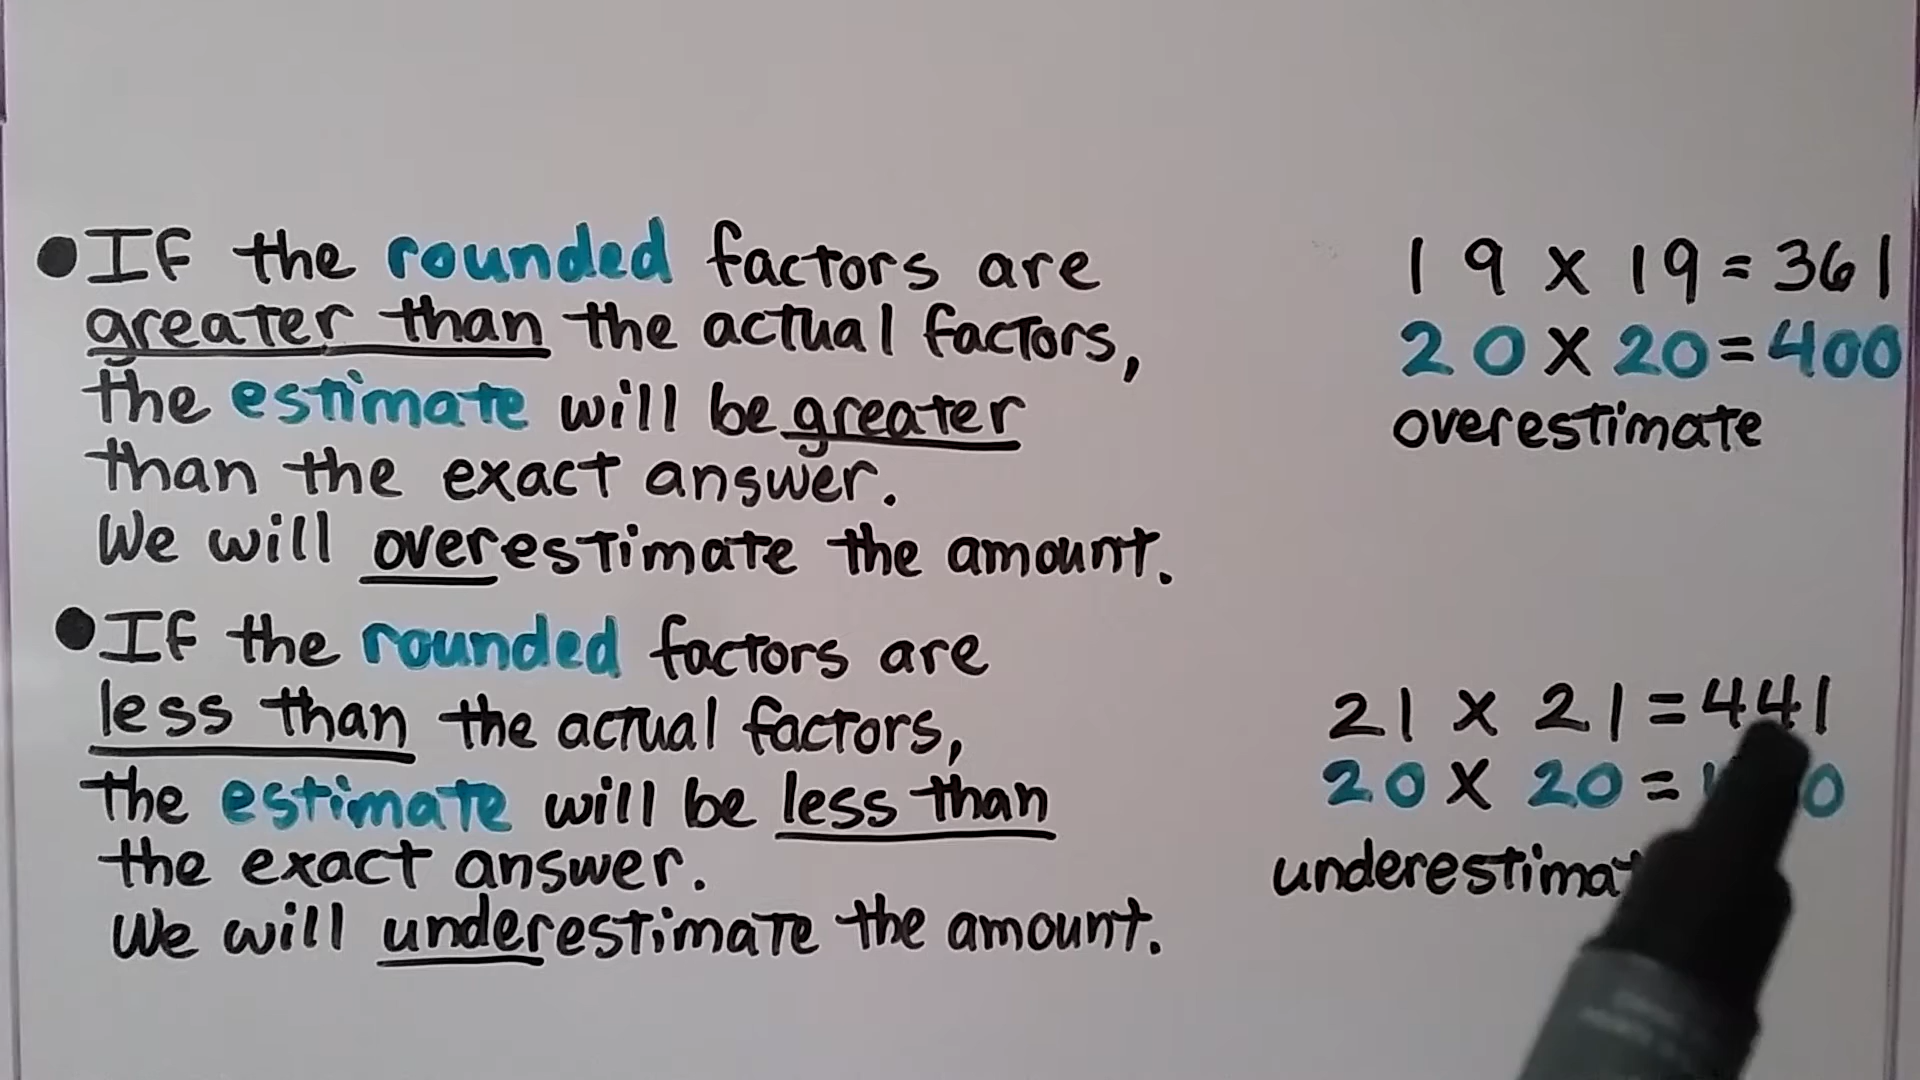 ●If the rounded factors are
greater than the actual factors,
the estimate will be greater
than the exact answer.
We will overestimate the amount.
19 x 19 = 361
20 x 20 = 400
overestimate
●If the rounded factors are
less than the actual factors,
the estimate will be less than
the exact answer.
We will underestimate the amount.
21 x 21 = 441
20 x 20 =